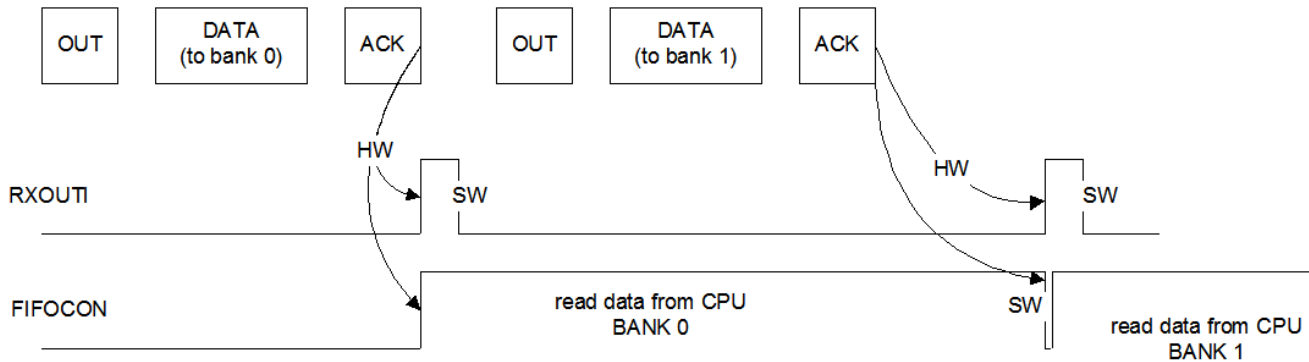 OUT
DATA
(to bank 0)
ACK
OUT
DATA
(to bank 1)
ACK
HW
HW
RXOUTI
SW
SW
FIFOCON
read data from CPU
BANK 0
SW
read data from CPU
BANK 1